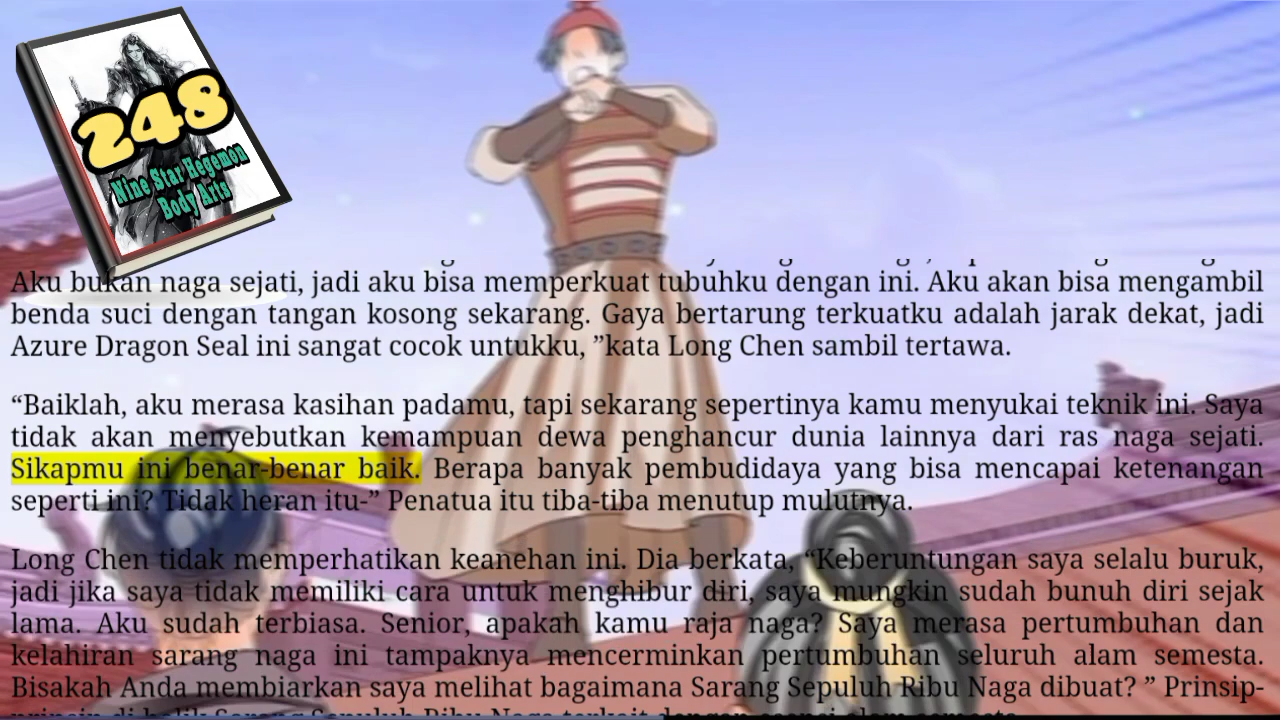 248
Nine Star Hegemon
Body Arts
Aku bukan naga sejati, jadi aku bisa memperkuat tubuhku dengan ini. Aku akan bisa mengambil
benda suci dengan tangan kosong sekarang. Gaya bertarung terkuatku adalah jarak dekat, jadi
Azure Dragon Seal ini sangat cocok untukku, ”kata Long Chen sambil tertawa.
“Baiklah, aku merasa kasihan padamu, tapi sekarang sepertinya kamu menyukai teknik ini. Saya
tidak akan menyebutkan kemampuan dewa penghancur dunia lainnya dari ras naga sejati.
Sikapmu ini benar-benar baik. Berapa banyak pembudidaya yang bisa mencapai ketenangan
seperti ini? Tidak heran itu-” Penatua itu tiba-tiba menutup mulutnya.
Long Chen tidak memperhatikan keanehan ini. Dia berkata, “Keberuntungan saya selalu buruk,
jadi jika saya tidak memiliki cara untuk menghibur diri, saya mungkin sudah bunuh diri sejak
lama. Aku sudah terbiasa. Senior, apakah kamu raja naga? Saya merasa pertumbuhan dan
kelahiran sarang naga ini tampaknya mencerminkan pertumbuhan seluruh alam semesta.
Bisakah Anda membiarkan saya melihat bagaimana Sarang Sepuluh Ribu Naga dibuat? ” Prinsip-